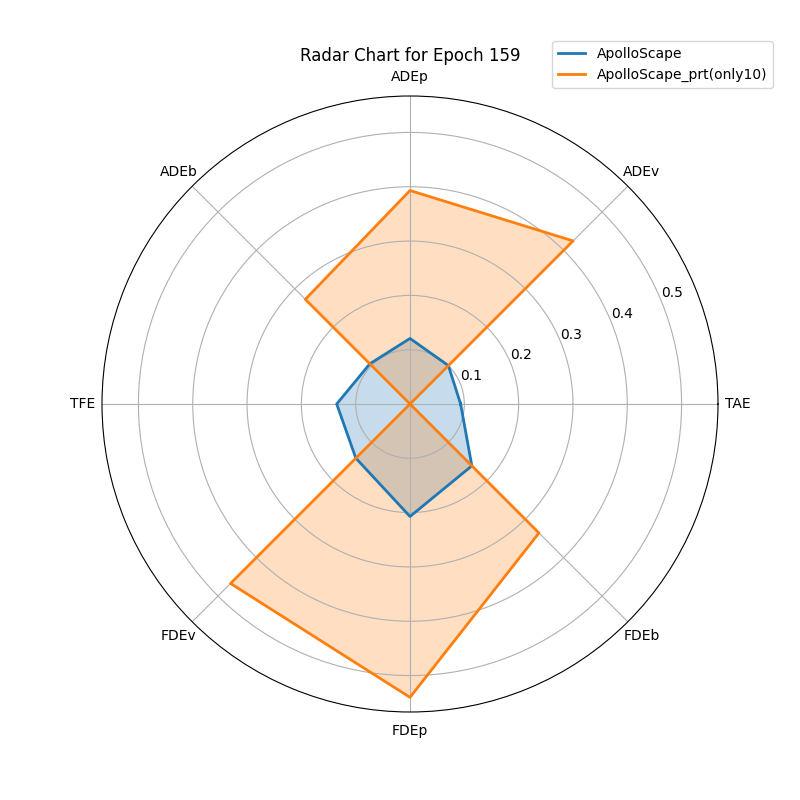 Radar Chart for Epoch 159
ApolloScape
ApolloScape_prt(only10)
ADEp
ADEb
ADEv
0.5
0.4
0.3
0.2
0.1
TFE
TAE
FDEv
FDEb
FDEp